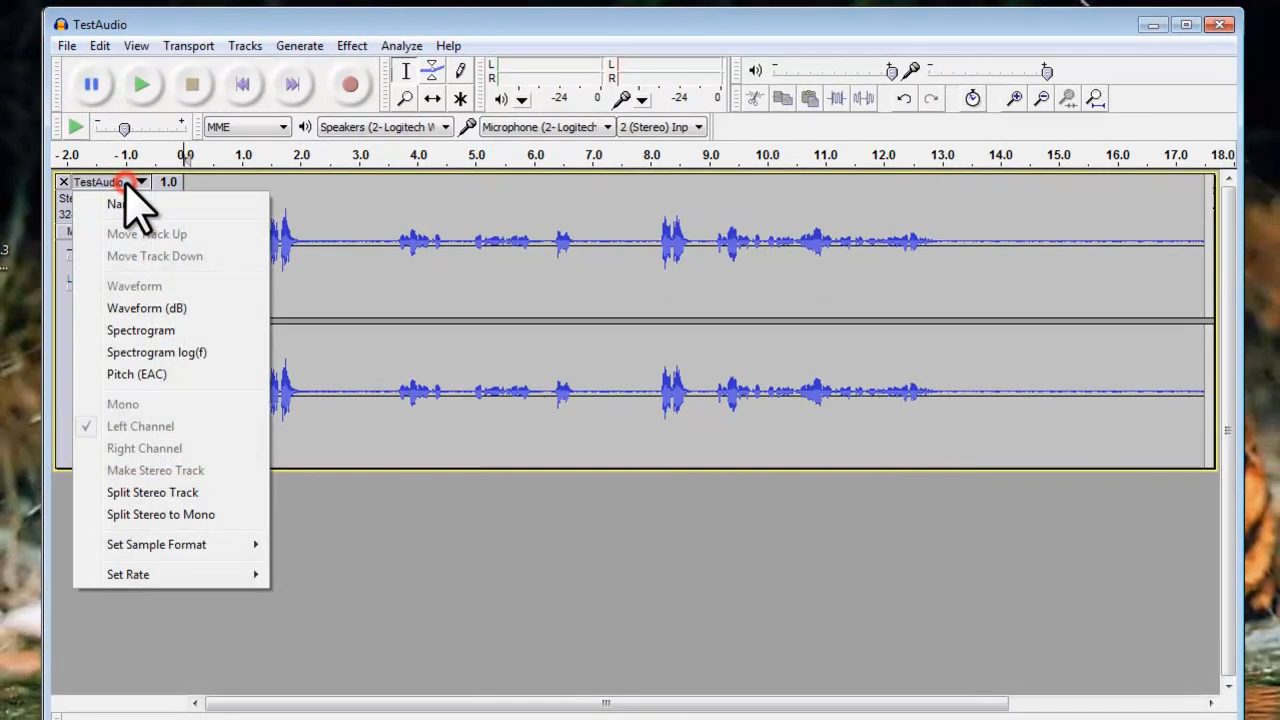 TestAudio
File Edit View Transport Tracks Generate Effect Analyze Help
L
R
-24 0
L
R
-24 0
MME Speakers (2- Logitech Microphone (2- Logitech 2 (Stereo) Inp
- 2.0 - 1.0 0.0 1.0 2.0 3.0 4.0 5.0 6.0 7.0 8.0 9.0 10.0 11.0 12.0 13.0 14.0 15.0 16.0 17.0 18.0
TestAudio 1.0
Move Track Up
Move Track Down
Waveform
Waveform (dB)
Spectrogram
Spectrogram log(f)
Pitch (EAC)
Mono
Left Channel
Right Channel
Make Stereo Track
Split Stereo Track
Split Stereo to Mono
Set Sample Format
Set Rate
.3
...